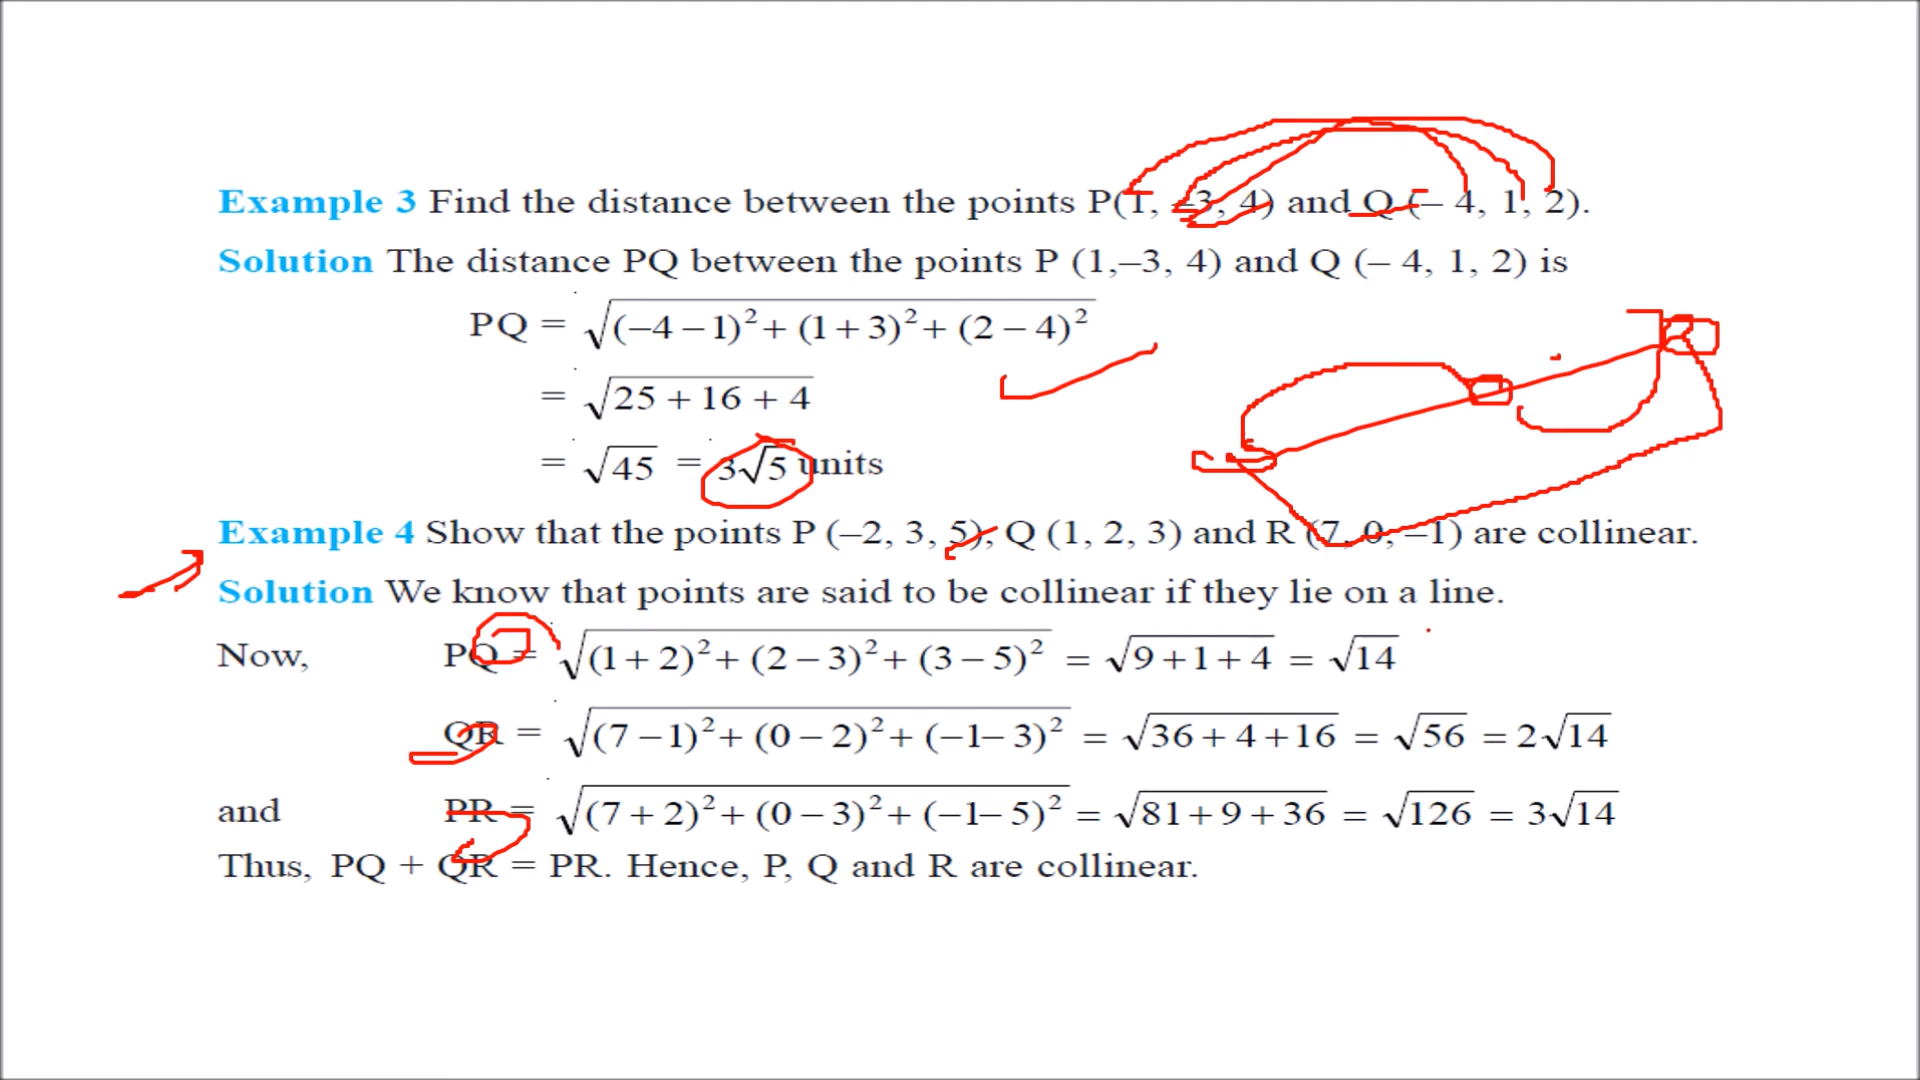 Example 3 Find the distance between the points P(1, –3, 4) and Q (– 4, 1, 2).
Solution The distance PQ between the points P (1,–3, 4) and Q (– 4, 1, 2) is
PQ = √(–4 – 1)² + (1 + 3)² + (2 – 4)²
= √25 + 16 + 4
= √45 = 3√5 units
Example 4 Show that the points P (–2, 3, 5), Q (1, 2, 3) and R (7, 0, –1) are collinear.
Solution We know that points are said to be collinear if they lie on a line.
Now, PQ = √(1 + 2)² + (2 – 3)² + (3 – 5)² = √9 + 1 + 4 = √14
QR = √(7 – 1)² + (0 – 2)² + (–1– 3)² = √36 + 4 + 16 = √56 = 2√14
and PR = √(7 + 2)² + (0 – 3)² + (–1– 5)² = √81 + 9 + 36 = √126 = 3√14
Thus, PQ + QR = PR. Hence, P, Q and R are collinear.